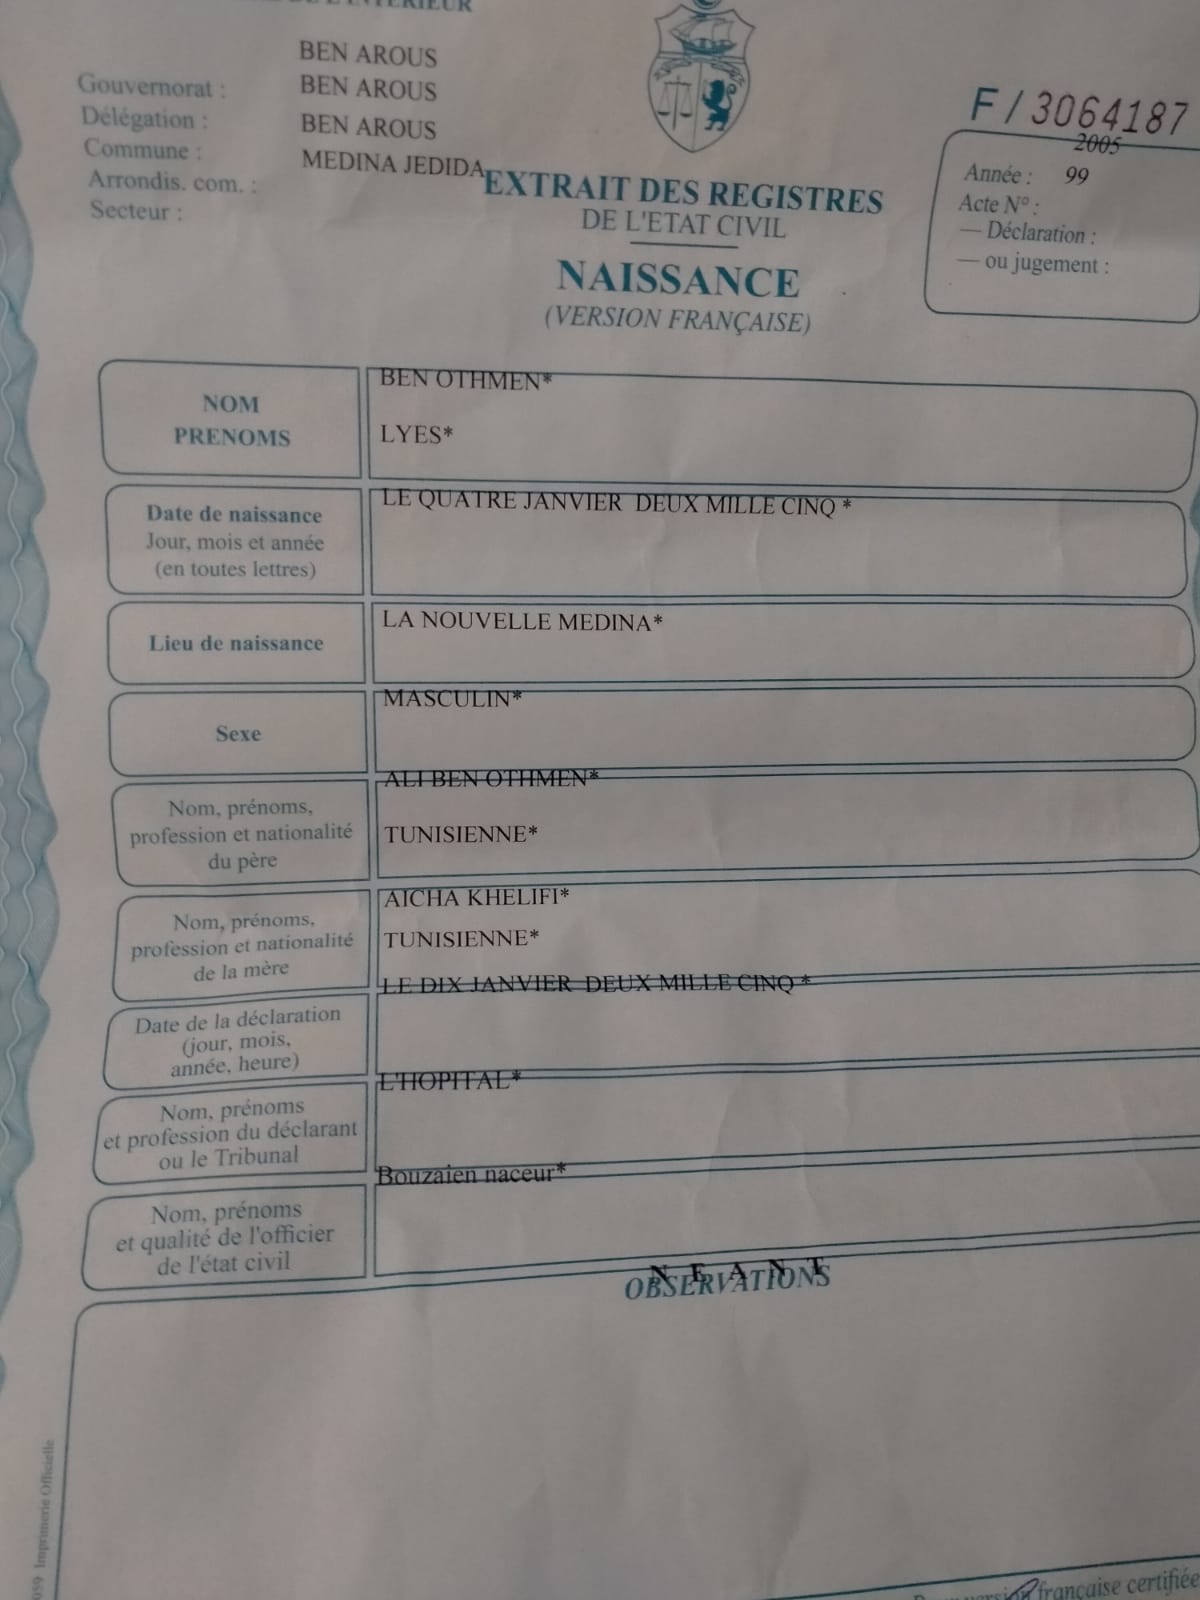 BEN AROUS
Gouvernorat : BEN AROUS
Délégation : BEN AROUS
Commune : MEDINA JEDIDA
Arrondis. com. :
Secteur :
F / 3064187
2005
Année : 99
Acte N° :
— Déclaration :
— ou jugement :
EXTRAIT DES REGISTRES
DE L'ETAT CIVIL
NAISSANCE
(VERSION FRANÇAISE)
NOM
PRENOMS
BEN OTHMEN*
LYES*
Date de naissance
Jour, mois et année
(en toutes lettres)
LE QUATRE JANVIER DEUX MILLE CINQ *
Lieu de naissance
LA NOUVELLE MEDINA*
Sexe
MASCULIN*
Nom, prénoms,
profession et nationalité
du père
ALI BEN OTHMEN*
TUNISIENNE*
Nom, prénoms,
profession et nationalité
de la mère
AICHA KHELIFI*
TUNISIENNE*
Date de la déclaration
(jour, mois,
année, heure)
LE DIX JANVIER DEUX MILLE CINQ *
Nom, prénoms
et profession du déclarant
ou le Tribunal
L'HOPITAL*
Nom, prénoms
et qualité de l'officier
de l'état civil
Bouzaien naceur*
N E A N T
OBSERVATIONS
059 Imprimerie Officielle
française certifiée